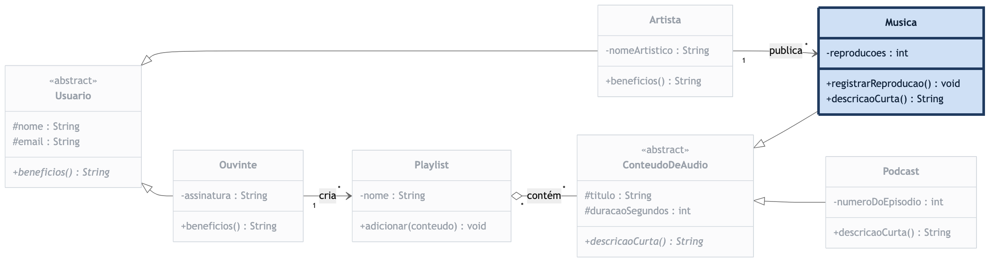 «abstract»
Usuario
#nome : String
#email : String
+beneficios() : String
Artista
-nomeArtistico : String
+beneficios() : String
1
publica
*
Musica
-reproducoes : int
+registrarReproducao() : void
+descricaoCurta() : String
Ouvinte
-assinatura : String
+beneficios() : String
1
cria
*
Playlist
-nome : String
+adicionar(conteudo) : void
*
contém
*
«abstract»
ConteudoDeAudio
#titulo : String
#duracaoSegundos : int
+descricaoCurta() : String
Podcast
-numeroDoEpisodio : int
+descricaoCurta() : String